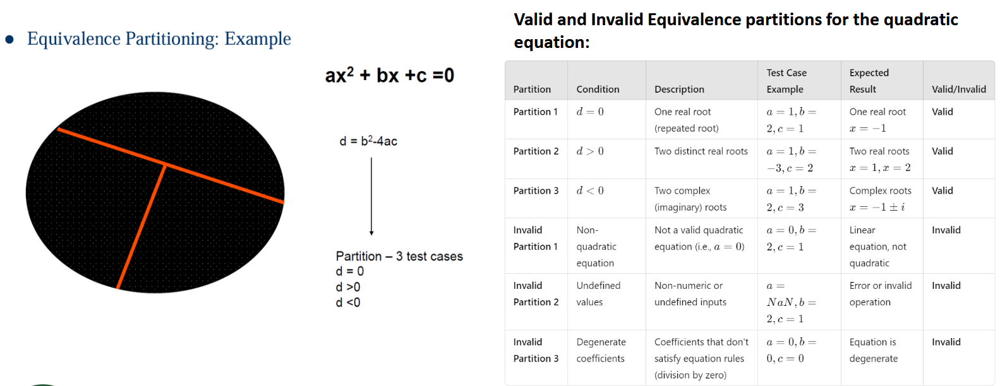 ● Equivalence Partitioning: Example
ax² + bx +c =0
d = b²-4ac
Partition – 3 test cases
d = 0
d >0
d <0
Valid and Invalid Equivalence partitions for the quadratic
equation:
Partition Condition Description Test Case Example Expected Result Valid/Invalid
Partition 1 d = 0 One real root (repeated root) a = 1, b = 2, c = 1 One real root x = −1 Valid
Partition 2 d > 0 Two distinct real roots a = 1, b = −3, c = 2 Two real roots x = 1, x = 2 Valid
Partition 3 d < 0 Two complex (imaginary) roots a = 1, b = 2, c = 3 Complex roots x = −1 ± i Valid
Invalid Partition 1 Non-quadratic equation Not a valid quadratic equation (i.e., a = 0) a = 0, b = 2, c = 1 Linear equation, not quadratic Invalid
Invalid Partition 2 Undefined values Non-numeric or undefined inputs a = NaN, b = 2, c = 1 Error or invalid operation Invalid
Invalid Partition 3 Degenerate coefficients Coefficients that don't satisfy equation rules (division by zero) a = 0, b = 0, c = 0 Equation is degenerate Invalid